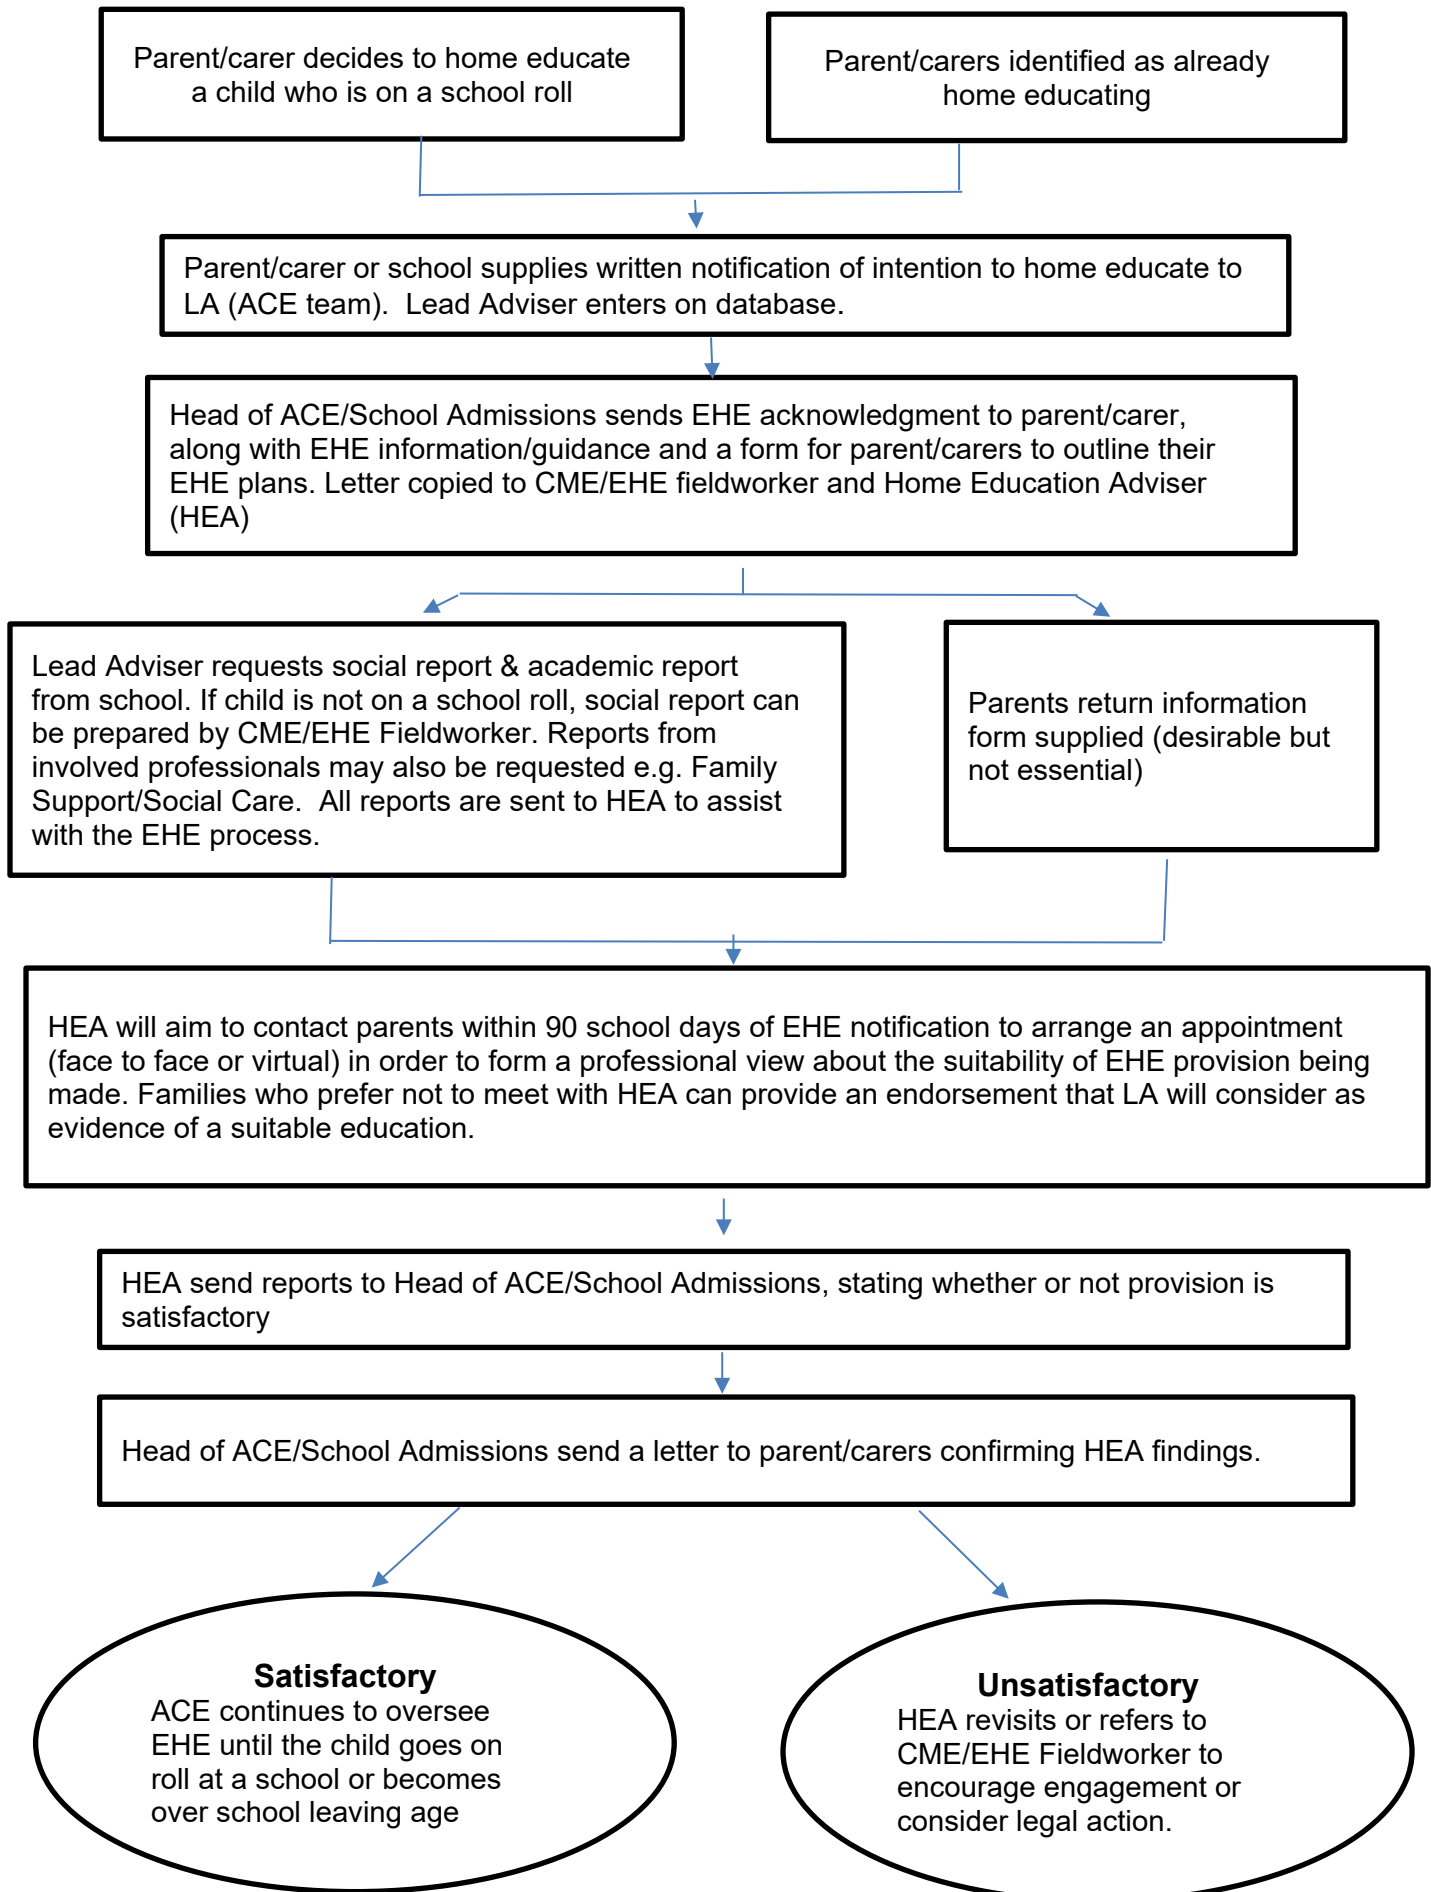 Parent/carer decides to home educate
a child who is on a school roll
Parent/carers identified as already
home educating
Parent/carer or school supplies written notification of intention to home educate to
LA (ACE team).  Lead Adviser enters on database.
Head of ACE/School Admissions sends EHE acknowledgment to parent/carer,
along with EHE information/guidance and a form for parent/carers to outline their
EHE plans. Letter copied to CME/EHE fieldworker and Home Education Adviser
(HEA)
Lead Adviser requests social report & academic report
from school. If child is not on a school roll, social report can
be prepared by CME/EHE Fieldworker. Reports from
involved professionals may also be requested e.g. Family
Support/Social Care.  All reports are sent to HEA to assist
with the EHE process.
Parents return information
form supplied (desirable but
not essential)
HEA will aim to contact parents within 90 school days of EHE notification to arrange an appointment
(face to face or virtual) in order to form a professional view about the suitability of EHE provision being
made. Families who prefer not to meet with HEA can provide an endorsement that LA will consider as
evidence of a suitable education.
HEA send reports to Head of ACE/School Admissions, stating whether or not provision is
satisfactory
Head of ACE/School Admissions send a letter to parent/carers confirming HEA findings.
Satisfactory
ACE continues to oversee
EHE until the child goes on
roll at a school or becomes
over school leaving age
Unsatisfactory
HEA revisits or refers to
CME/EHE Fieldworker to
encourage engagement or
consider legal action.